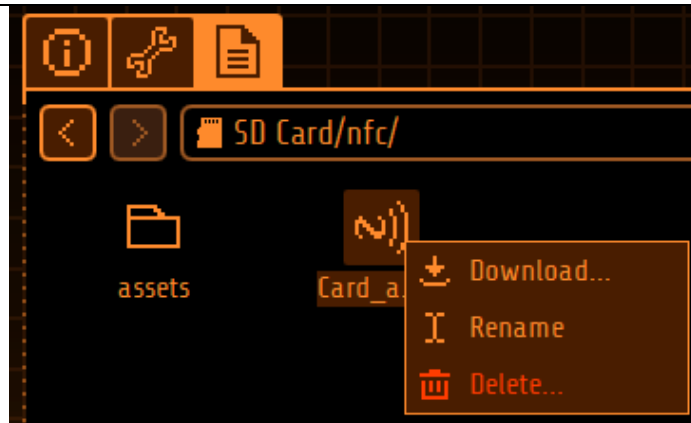 SD Card/nfc/
assets
Card_a.
Download...
Rename
Delete...